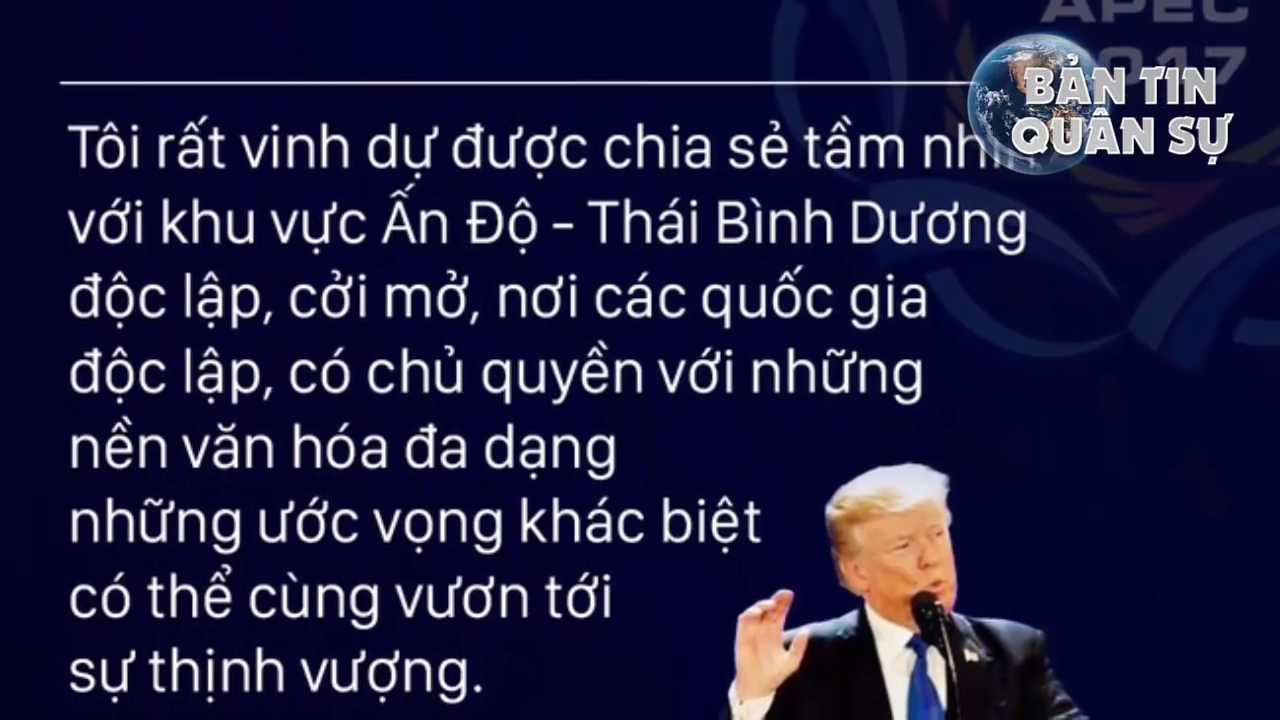 APEC
2017
BẢN TIN
QUÂN SỰ
Tôi rất vinh dự được chia sẻ tầm nhìn
với khu vực Ấn Độ - Thái Bình Dương
độc lập, cởi mở, nơi các quốc gia
độc lập, có chủ quyền với những
nền văn hóa đa dạng
những ước vọng khác biệt
có thể cùng vươn tới
sự thịnh vượng.